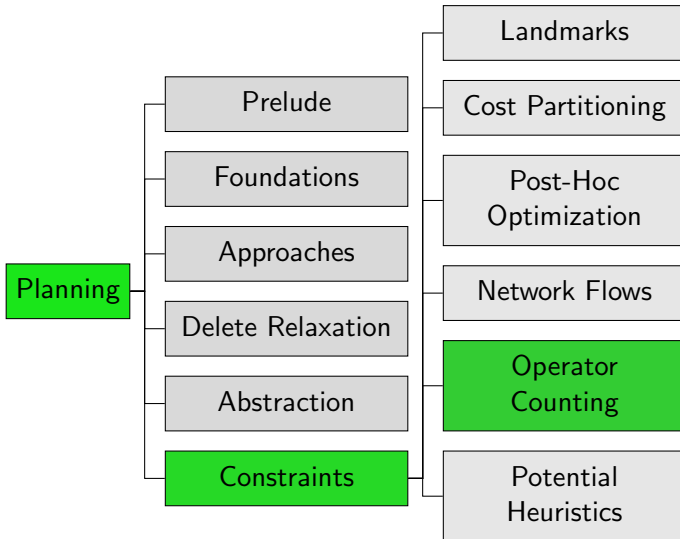 Planning
Prelude
Foundations
Approaches
Delete Relaxation
Abstraction
Constraints
Landmarks
Cost Partitioning
Post-Hoc
Optimization
Network Flows
Operator
Counting
Potential
Heuristics